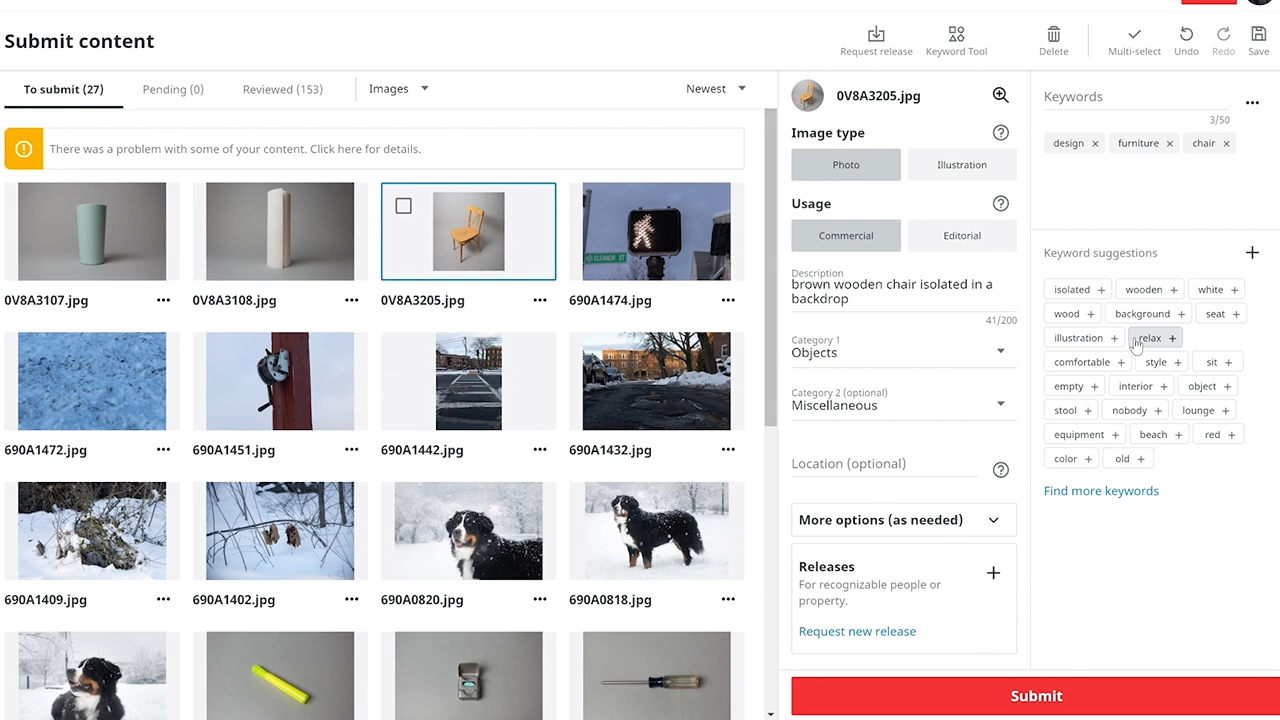 Submit content
Request release
Keyword Tool
Delete
Multi-select
Undo
Redo
Save
To submit (27)
Pending (0)
Reviewed (153)
Images
Newest
There was a problem with some of your content. Click here for details.
0V8A3107.jpg
0V8A3108.jpg
0V8A3205.jpg
ELEANOR ST
690A1474.jpg
690A1472.jpg
690A1451.jpg
690A1442.jpg
690A1432.jpg
690A1409.jpg
690A1402.jpg
690A0820.jpg
690A0818.jpg
0V8A3205.jpg
Image type
Photo
Illustration
Usage
Commercial
Editorial
Description
brown wooden chair isolated in a
backdrop
41/200
Category 1
Objects
Category 2 (optional)
Miscellaneous
Location (optional)
More options (as needed)
Releases
For recognizable people or
property.
Request new release
Keywords
3/50
design × furniture × chair ×
Keyword suggestions
isolated + wooden + white +
wood + background + seat +
illustration + relax +
comfortable + style + sit +
empty + interior + object +
stool + nobody + lounge +
equipment + beach + red +
color + old +
Find more keywords
Submit